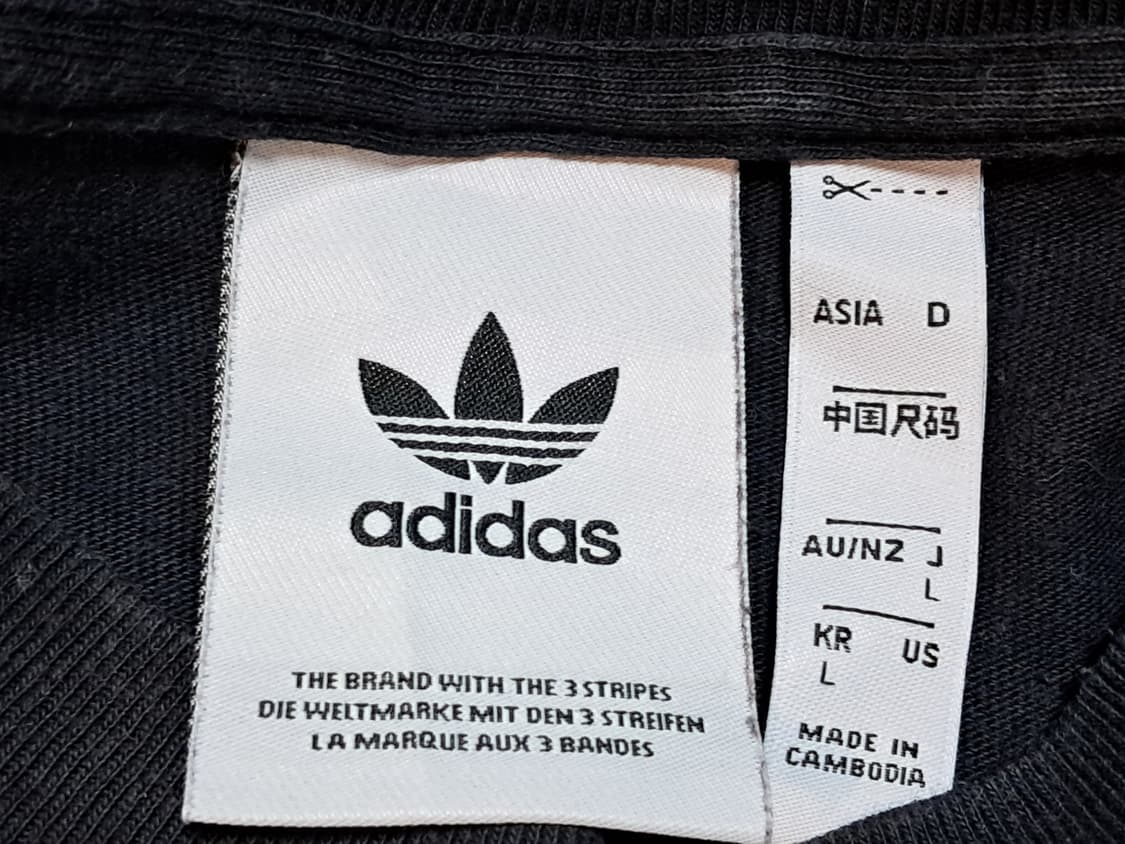 adidas
THE BRAND WITH THE 3 STRIPES
DIE WELTMARKE MIT DEN 3 STREIFEN
LA MARQUE AUX 3 BANDES
ASIA D
中国尺码
AU/NZ J
L
KR US
L
MADE IN
CAMBODIA